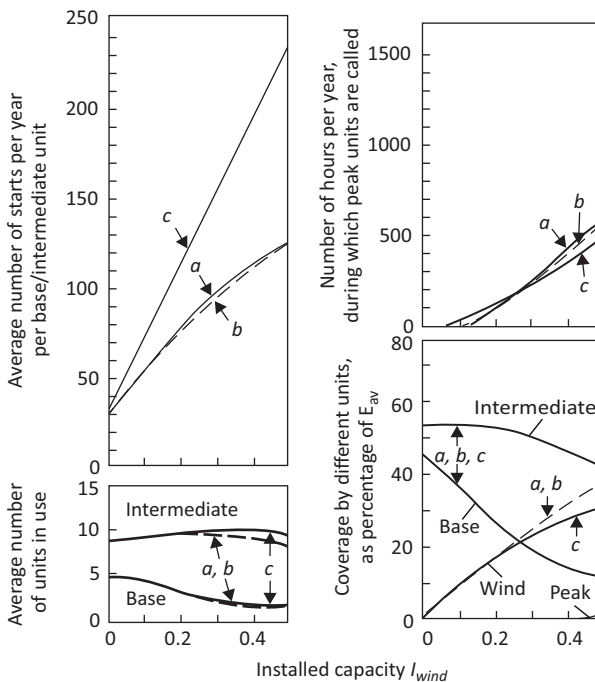 Average number of starts per year
per base/intermediate unit
250
200
150
100
50
30
0
c
a
b
Number of hours per year,
during which peak units are called
1500
1000
500
0
a
b
c
Average number
of units in use
15
10
5
0
Intermediate
a, b
c
Base
0
0.2
0.4
Coverage by different units,
as percentage of E_av
80
60
40
20
0
Intermediate
a, b, c
a, b
Base
c
Wind
Peak
0
0.2
0.4
Installed capacity I_wind